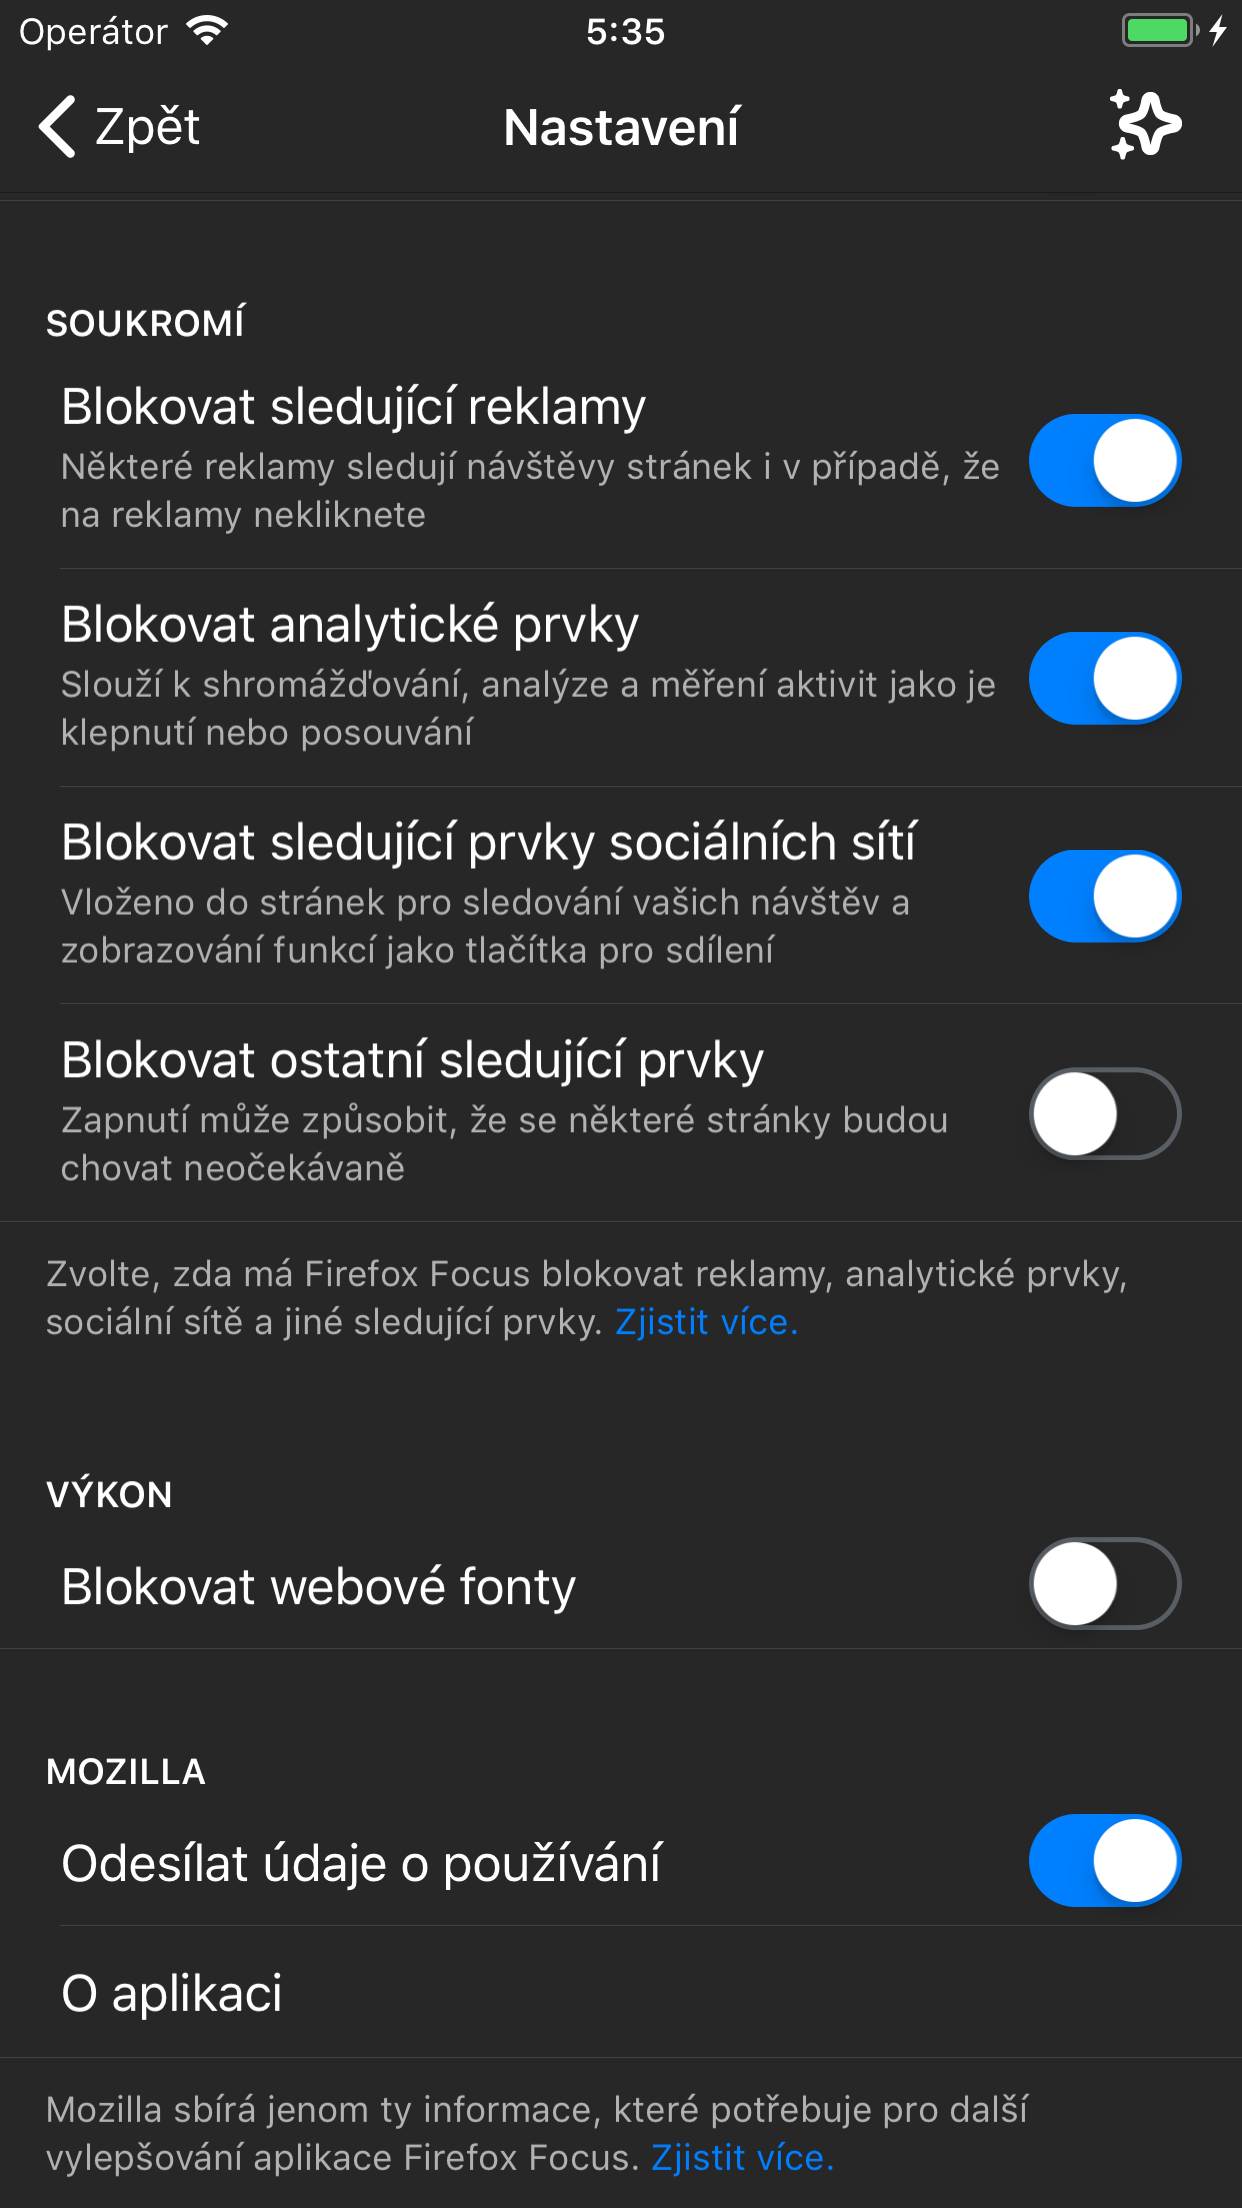 Operátor
5:35
Zpět
Nastavení
SOUKROMÍ
Blokovat sledující reklamy
Některé reklamy sledují návštěvy stránek i v případě, že
na reklamy nekliknete
Blokovat analytické prvky
Slouží k shromážďování, analýze a měření aktivit jako je
klepnutí nebo posouvání
Blokovat sledující prvky sociálních sítí
Vloženo do stránek pro sledování vašich návštěv a
zobrazování funkcí jako tlačítka pro sdílení
Blokovat ostatní sledující prvky
Zapnutí může způsobit, že se některé stránky budou
chovat neočekávaně
Zvolte, zda má Firefox Focus blokovat reklamy, analytické prvky,
sociální sítě a jiné sledující prvky. Zjistit více.
VÝKON
Blokovat webové fonty
MOZILLA
Odesílat údaje o používání
O aplikaci
Mozilla sbírá jenom ty informace, které potřebuje pro další
vylepšování aplikace Firefox Focus. Zjistit více.